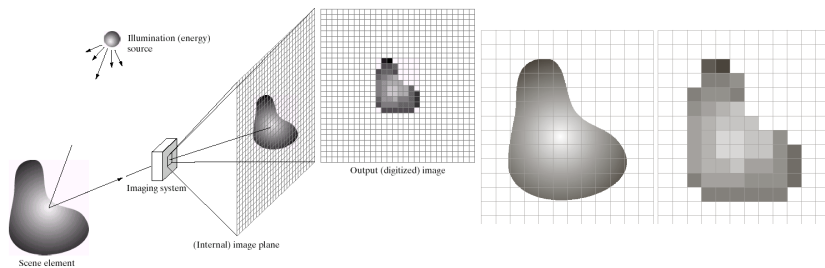 Illumination (energy)
source
Imaging system
Output (digitized) image
(Internal) image plane
Scene element